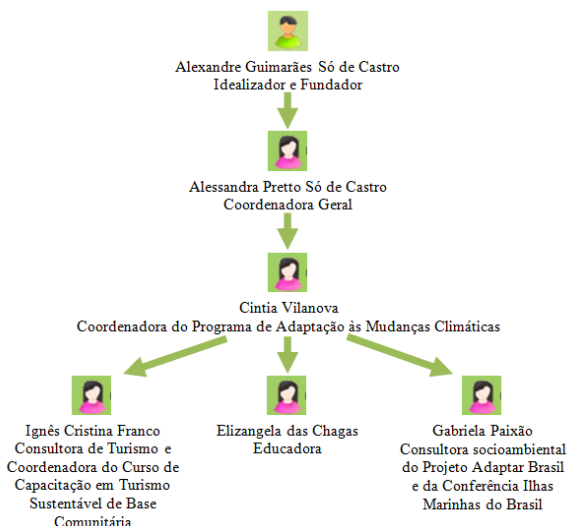 Alexandre Guimarães Só de Castro
Idealizador e Fundador
Alessandra Pretto Só de Castro
Coordenadora Geral
Cintia Vilanova
Coordenadora do Programa de Adaptação às Mudanças Climáticas
Ignês Cristina Franco
Consultora de Turismo e
Coordenadora do Curso de
Capacitação em Turismo
Sustentável de Base
Comunitária
Elizangela das Chagas
Educadora
Gabriela Paixão
Consultora socioambiental
do Projeto Adaptar Brasil
e da Conferência Ilhas
Marinhas do Brasil